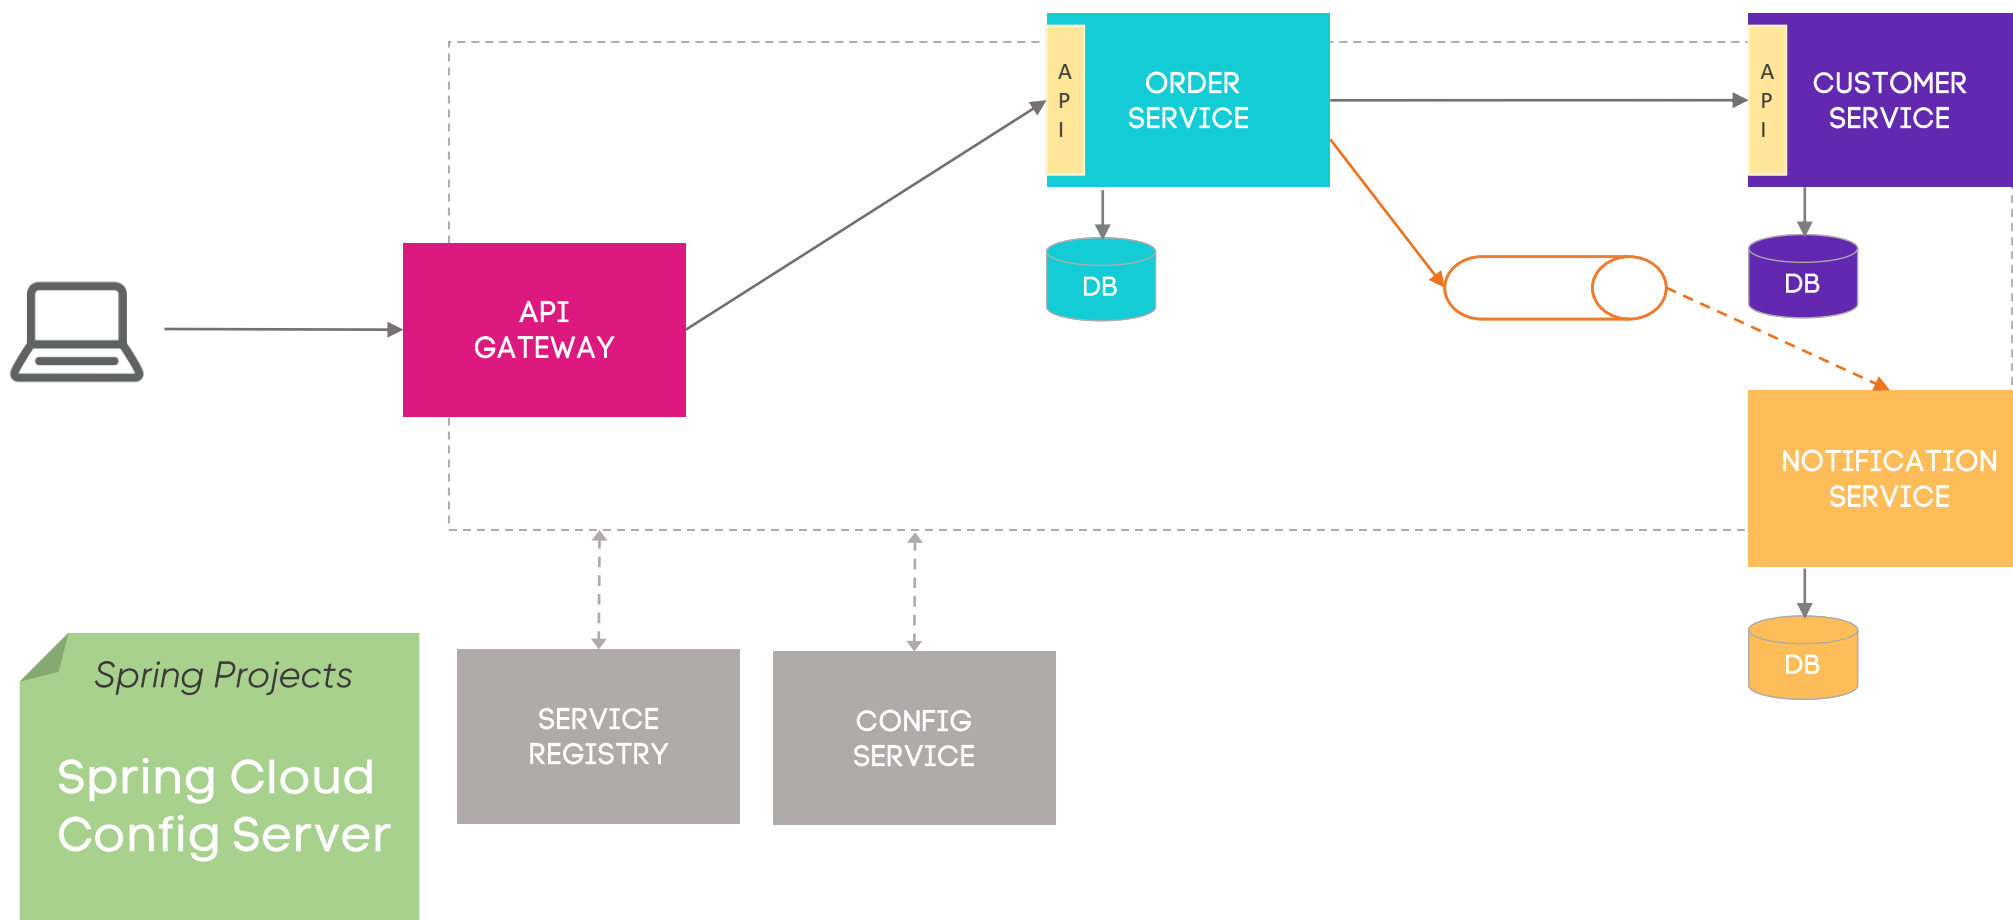 A
P
I
ORDER
SERVICE
A
P
I
CUSTOMER
SERVICE
DB
DB
API
GATEWAY
NOTIFICATION
SERVICE
DB
Spring Projects
Spring Cloud
Config Server
SERVICE
REGISTRY
CONFIG
SERVICE